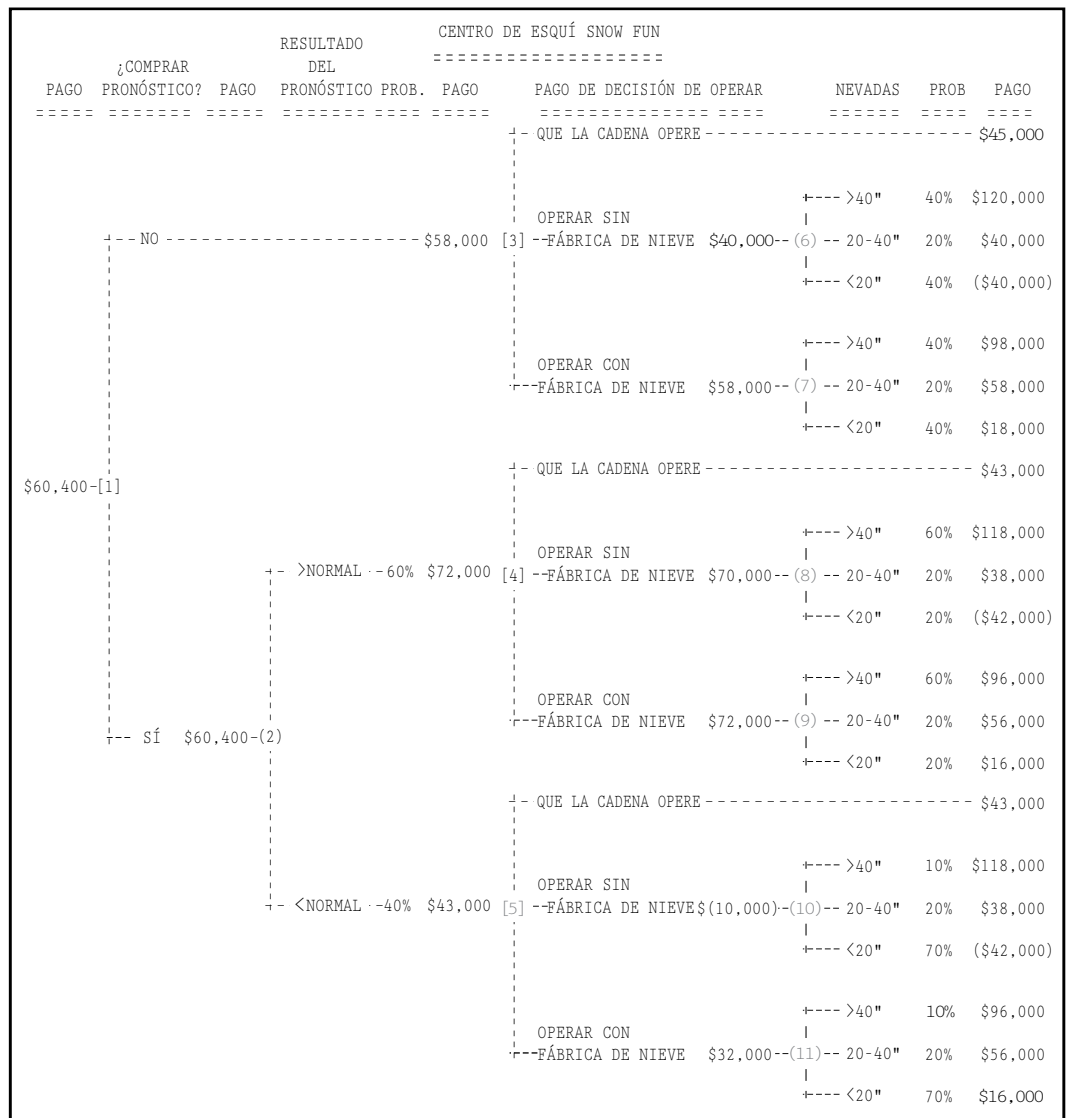 CENTRO DE ESQUÍ SNOW FUN
RESULTADO
¿COMPRAR DEL
PAGO PRONÓSTICO? PAGO PRONÓSTICO PROB. PAGO PAGO DE DECISIÓN DE OPERAR NEVADAS PROB PAGO
QUE LA CADENA OPERE $45,000
>40" 40% $120,000
OPERAR SIN
NO $58,000 [3] FÁBRICA DE NIEVE $40,000 (6) 20-40" 20% $40,000
<20" 40% ($40,000)
>40" 40% $98,000
OPERAR CON
FÁBRICA DE NIEVE $58,000 (7) 20-40" 20% $58,000
<20" 40% $18,000
QUE LA CADENA OPERE $43,000
$60,400 [1]
>40" 60% $118,000
OPERAR SIN
>NORMAL 60% $72,000 [4] FÁBRICA DE NIEVE $70,000 (8) 20-40" 20% $38,000
<20" 20% ($42,000)
>40" 60% $96,000
OPERAR CON
FÁBRICA DE NIEVE $72,000 (9) 20-40" 20% $56,000
SÍ $60,400 (2)
<20" 20% $16,000
QUE LA CADENA OPERE $43,000
>40" 10% $118,000
OPERAR SIN
<NORMAL 40% $43,000 [5] FÁBRICA DE NIEVE $(10,000) (10) 20-40" 20% $38,000
<20" 70% ($42,000)
>40" 10% $96,000
OPERAR CON
FÁBRICA DE NIEVE $32,000 (11) 20-40" 20% $56,000
<20" 70% $16,000